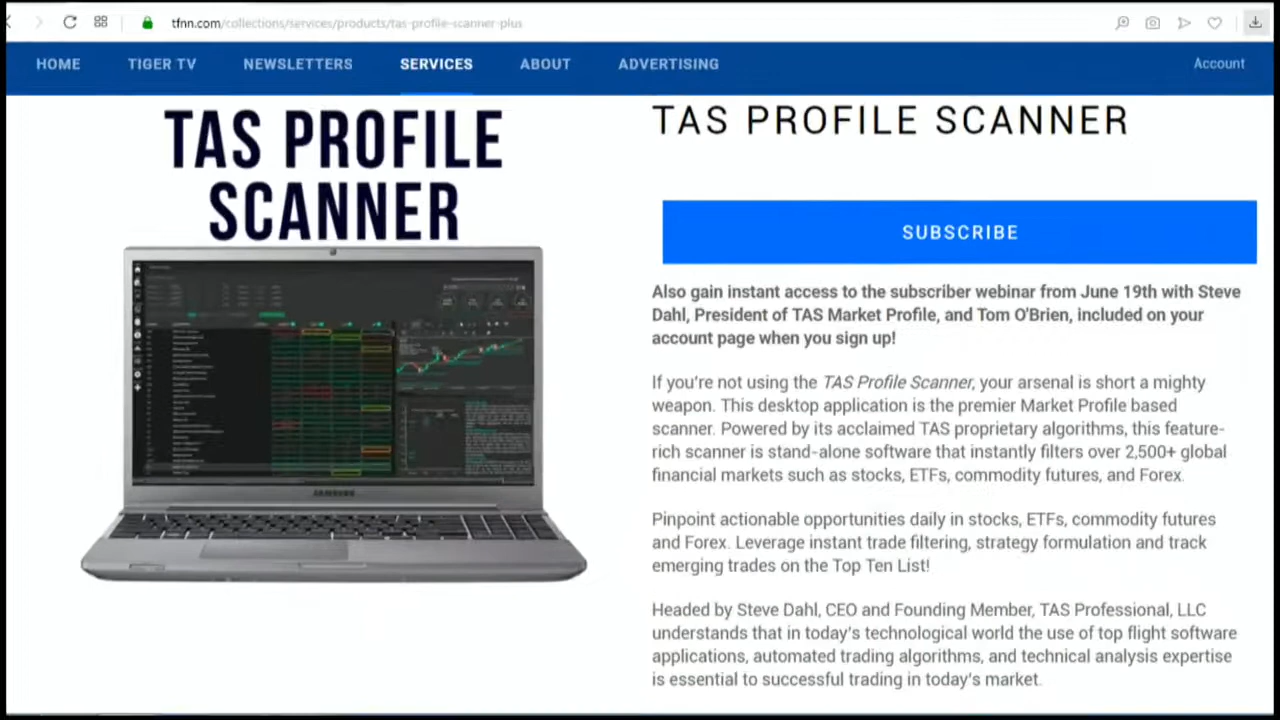 tfnn.com/collections/services/products/tas-profile-scanner-plus
HOME TIGER TV NEWSLETTERS SERVICES ABOUT ADVERTISING Account
TAS PROFILE
SCANNER
SAMSUNG
TAS PROFILE SCANNER
SUBSCRIBE
Also gain instant access to the subscriber webinar from June 19th with Steve
Dahl, President of TAS Market Profile, and Tom O'Brien, included on your
account page when you sign up!
If you're not using the TAS Profile Scanner, your arsenal is short a mighty
weapon. This desktop application is the premier Market Profile based
scanner. Powered by its acclaimed TAS proprietary algorithms, this feature-
rich scanner is stand-alone software that instantly filters over 2,500+ global
financial markets such as stocks, ETFs, commodity futures, and Forex.
Pinpoint actionable opportunities daily in stocks, ETFs, commodity futures
and Forex. Leverage instant trade filtering, strategy formulation and track
emerging trades on the Top Ten List!
Headed by Steve Dahl, CEO and Founding Member, TAS Professional, LLC
understands that in today's technological world the use of top flight software
applications, automated trading algorithms, and technical analysis expertise
is essential to successful trading in today's market.